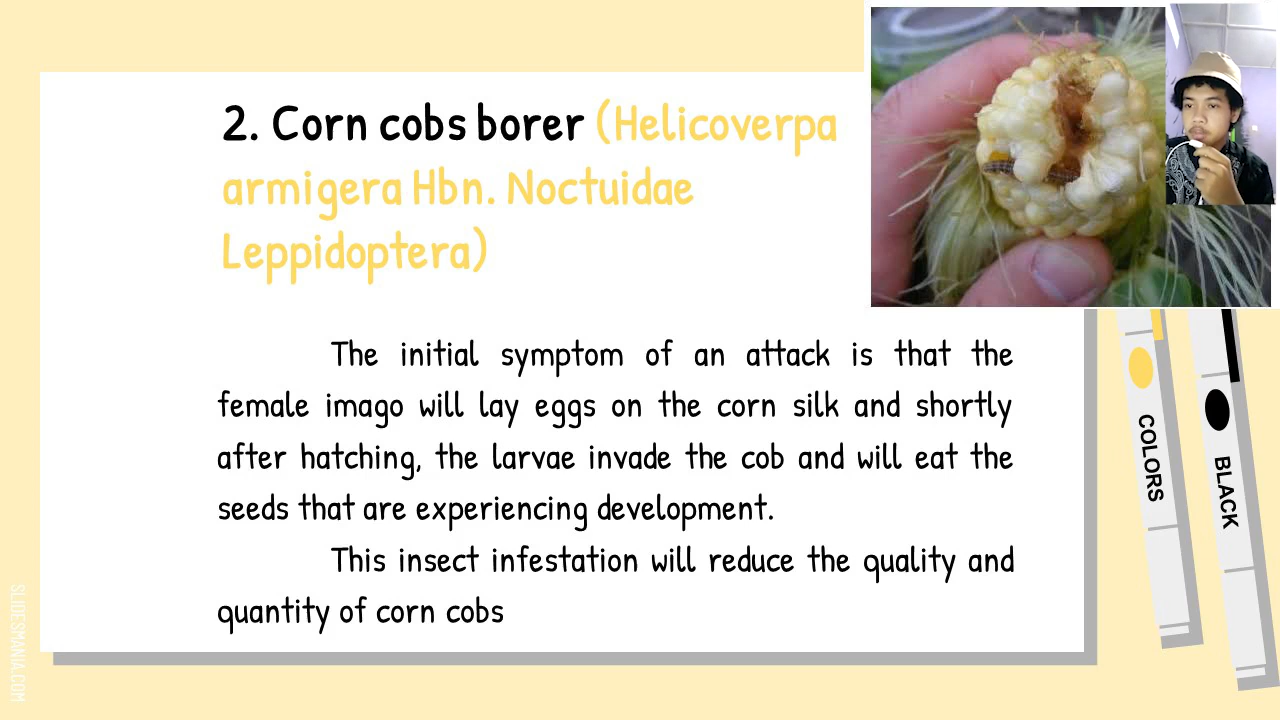 2. Corn cobs borer (Helicoverpa
armigera Hbn. Noctuidae
Leppidoptera)
The initial symptom of an attack is that the
female imago will lay eggs on the corn silk and shortly
after hatching, the larvae invade the cob and will eat the
seeds that are experiencing development.
This insect infestation will reduce the quality and
quantity of corn cobs
COLORS
BLACK
SLIDESMANIA.COM